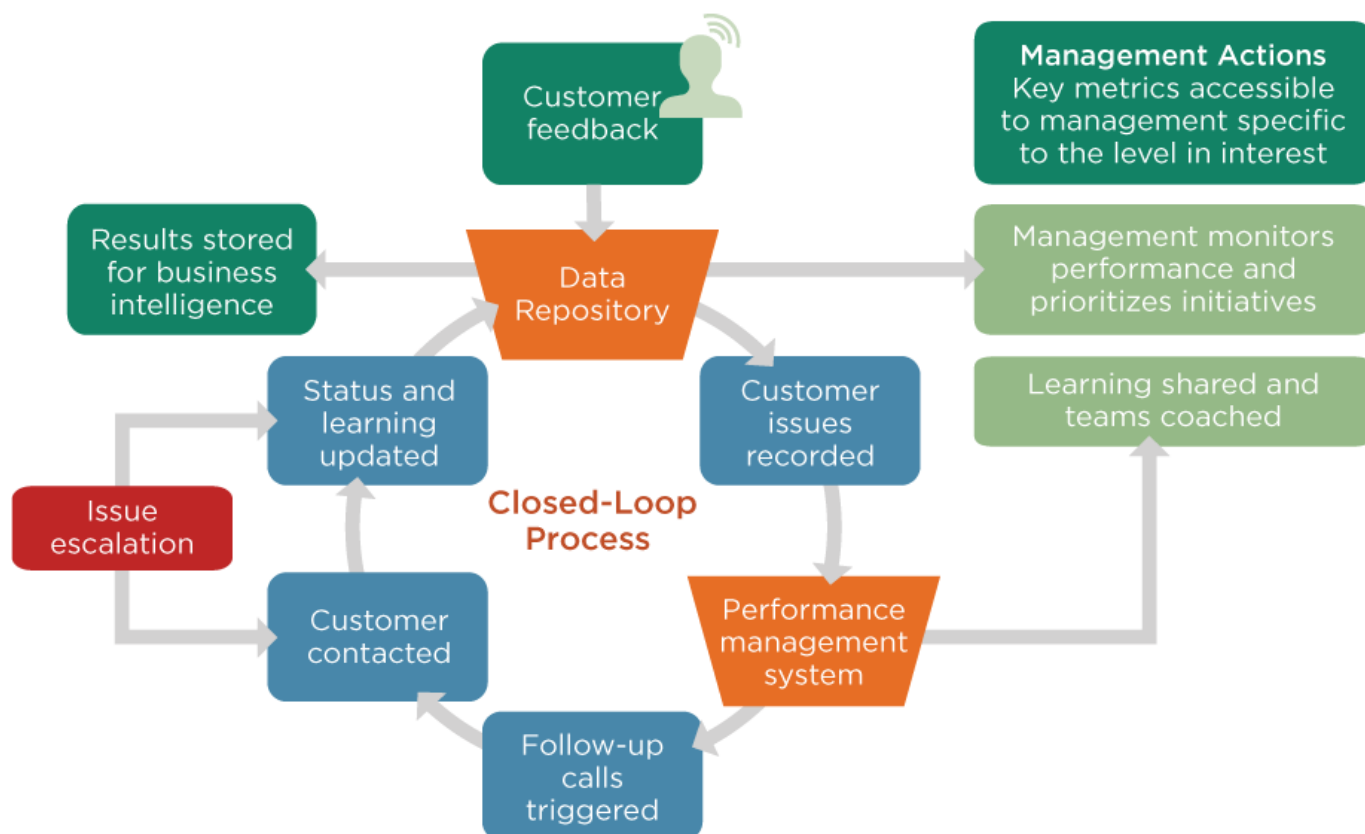 Customer
feedback
Management Actions
Key metrics accessible
to management specific
to the level in interest
Results stored
for business
intelligence
Data
Repository
Management monitors
performance and
prioritizes initiatives
Status and
learning
updated
Customer
issues
recorded
Learning shared and
teams coached
Issue
escalation
Closed-Loop
Process
Customer
contacted
Performance
management
system
Follow-up
calls
triggered